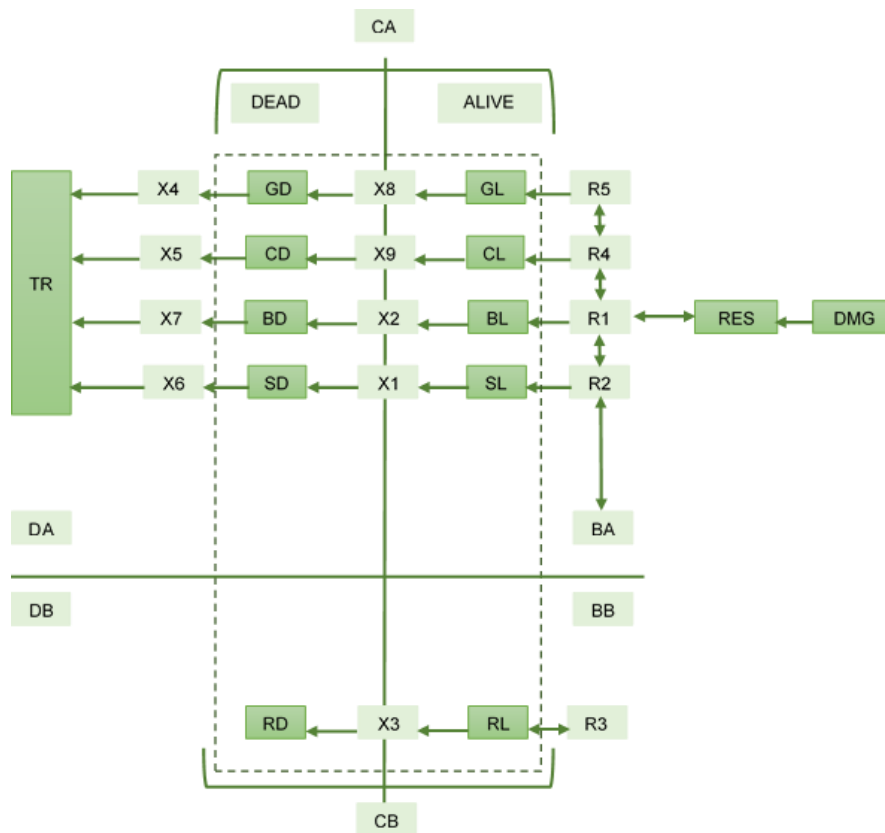 CA
DEAD ALIVE
X4 GD X8 GL R5
X5 CD X9 CL R4
TR
X7 BD X2 BL R1 RES DMG
X6 SD X1 SL R2
DA BA
DB BB
RD X3 RL R3
CB